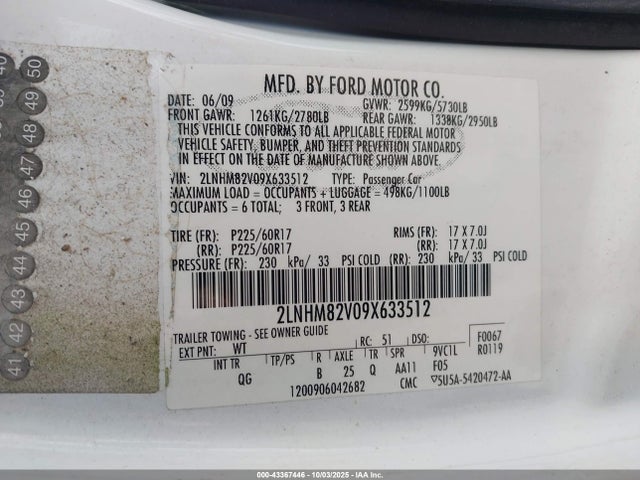 MFD. BY FORD MOTOR CO.
DATE: 06/09 GVWR: 2599KG/5730LB
FRONT GAWR: 1261KG/2780LB REAR GAWR: 1338KG/2950LB
THIS VEHICLE CONFORMS TO ALL APPLICABLE FEDERAL MOTOR
VEHICLE SAFETY, BUMPER, AND THEFT PREVENTION STANDARDS
IN EFFECT ON THE DATE OF MANUFACTURE SHOWN ABOVE.
VIN: 2LNHM82V09X633512 TYPE: Passenger Car
MAXIMUM LOAD = OCCUPANTS + LUGGAGE = 498KG/1100LB
OCCUPANTS = 6 TOTAL; 3 FRONT, 3 REAR
TIRE (FR): P225/60R17 RIMS (FR): 17 X 7.0J
(RR): P225/60R17 (RR): 17 X 7.0J
PRESSURE (FR): 230 kPa/ 33 PSI COLD (RR) 230 kPa/ 33 PSI COLD
2LNHM82V09X633512
TRAILER TOWING - SEE OWNER GUIDE
EXT PNT: WT RC: 51 DSO: F0067
INT TR TP/PS R AXLE TR SPR 9VC1L R0119
QG B 25 Q AA11 F05
1200906042682 CMC ▽5U5A-5420472-AA
41 42 43 44 45 46 47 48 49 50
40
000-43367446 - 10/03/2025 - IAA Corp.